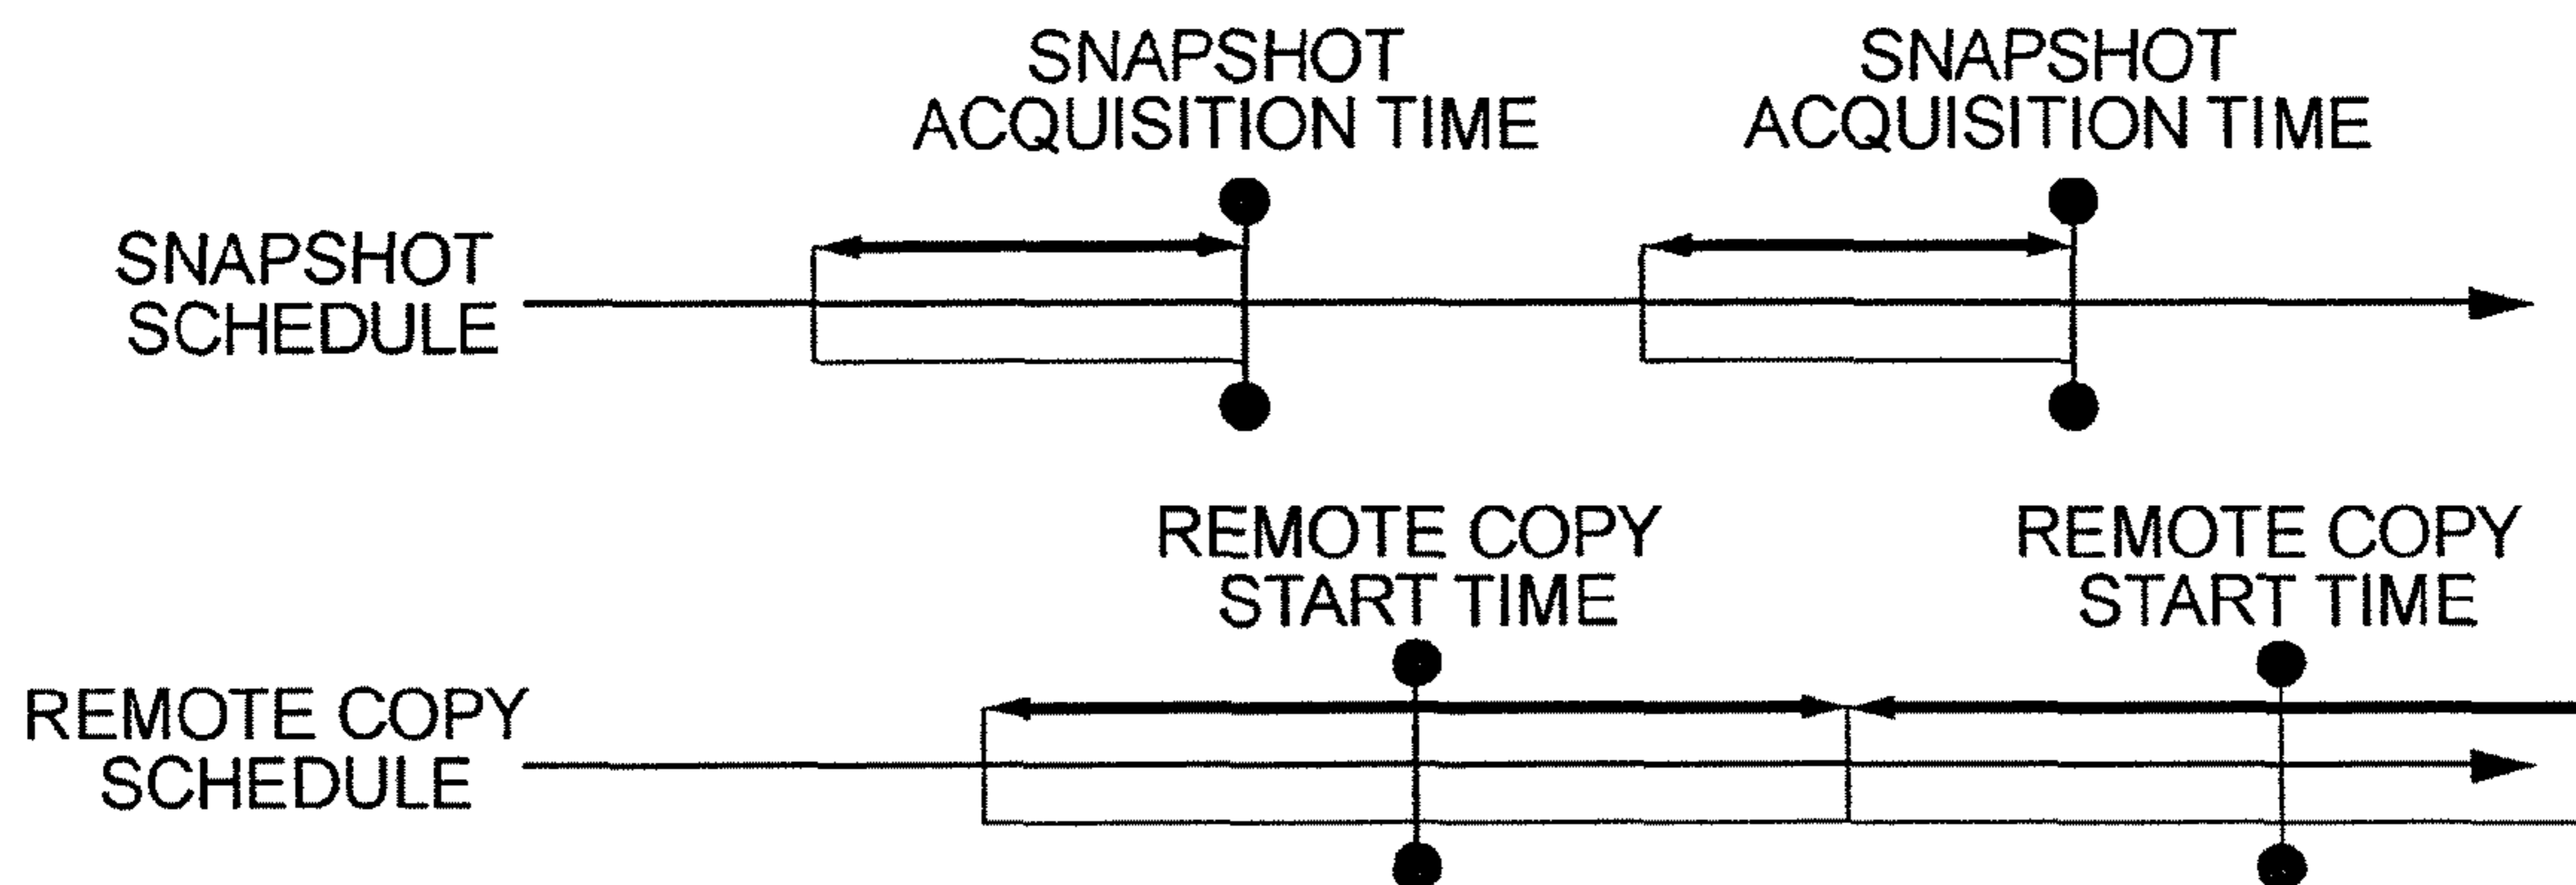 SNAPSHOT
ACQUISITION TIME
SNAPSHOT
ACQUISITION TIME
SNAPSHOT
SCHEDULE
REMOTE COPY
START TIME
REMOTE COPY
START TIME
REMOTE COPY
SCHEDULE